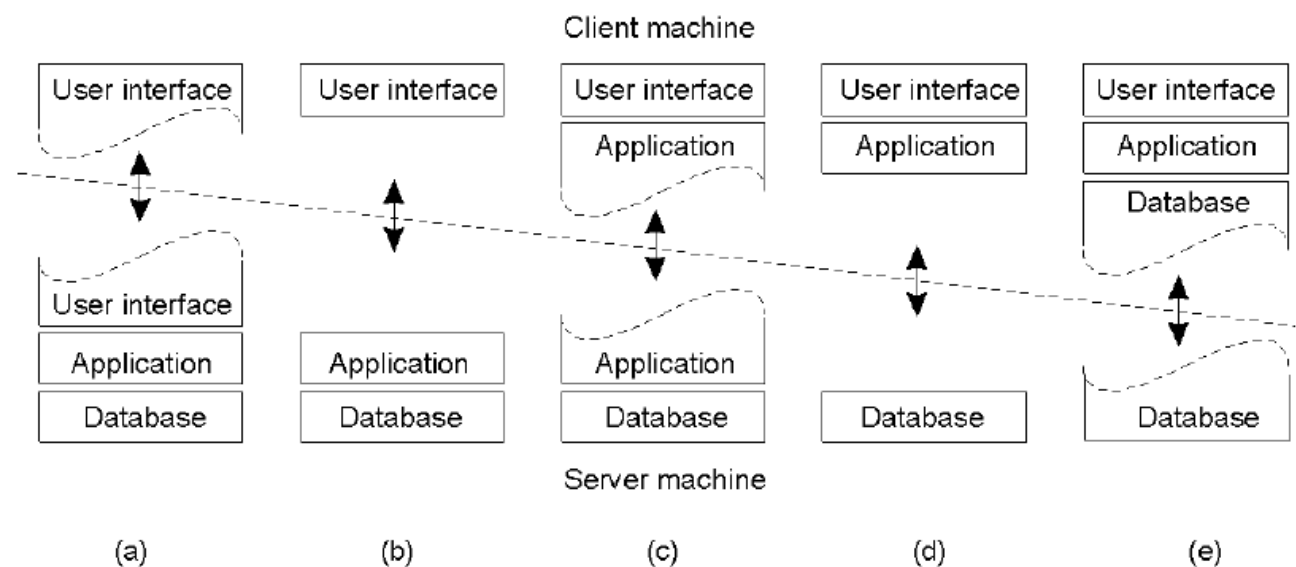 Client machine
User interface User interface User interface User interface User interface
Application Application Application
Database
User interface
Application Application Application
Database Database Database Database Database
Server machine
(a) (b) (c) (d) (e)